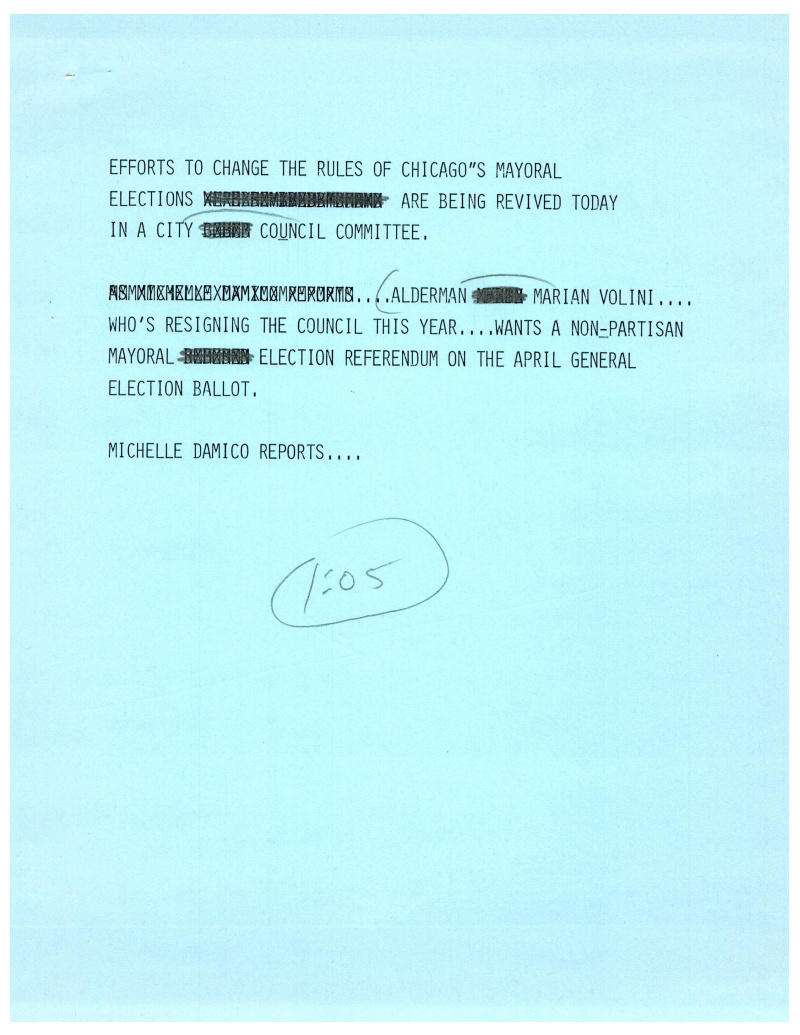 EFFORTS TO CHANGE THE RULES OF CHICAGO"S MAYORAL
ELECTIONS ARE BEING REVIVED TODAY
IN A CITY COUNCIL COMMITTEE.
....ALDERMAN MARIAN VOLINI....
WHO'S RESIGNING THE COUNCIL THIS YEAR....WANTS A NON-PARTISAN
MAYORAL ELECTION REFERENDUM ON THE APRIL GENERAL
ELECTION BALLOT.
MICHELLE DAMICO REPORTS....
1:05